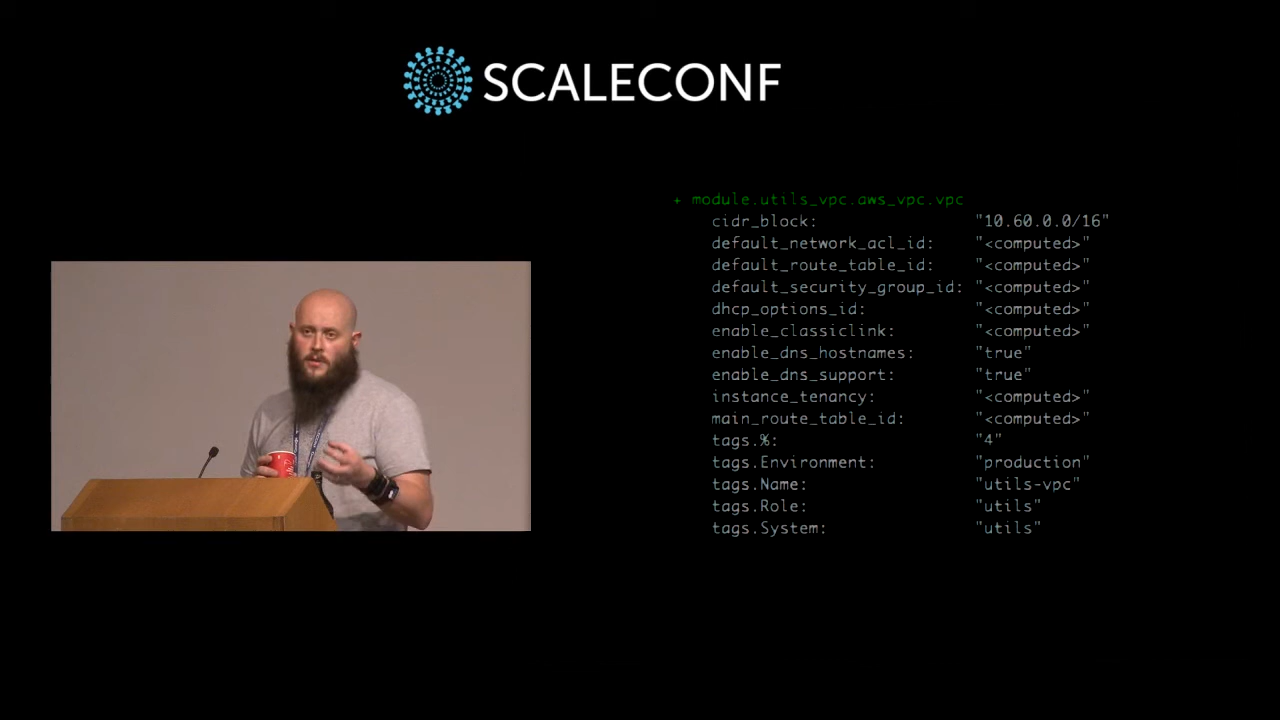 SCALECONF
+ module.utils_vpc.aws_vpc.vpc
cidr_block: "10.60.0.0/16"
default_network_acl_id: "<computed>"
default_route_table_id: "<computed>"
default_security_group_id: "<computed>"
dhcp_options_id: "<computed>"
enable_classiclink: "<computed>"
enable_dns_hostnames: "true"
enable_dns_support: "true"
instance_tenancy: "<computed>"
main_route_table_id: "<computed>"
tags.%: "4"
tags.Environment: "production"
tags.Name: "utils-vpc"
tags.Role: "utils"
tags.System: "utils"